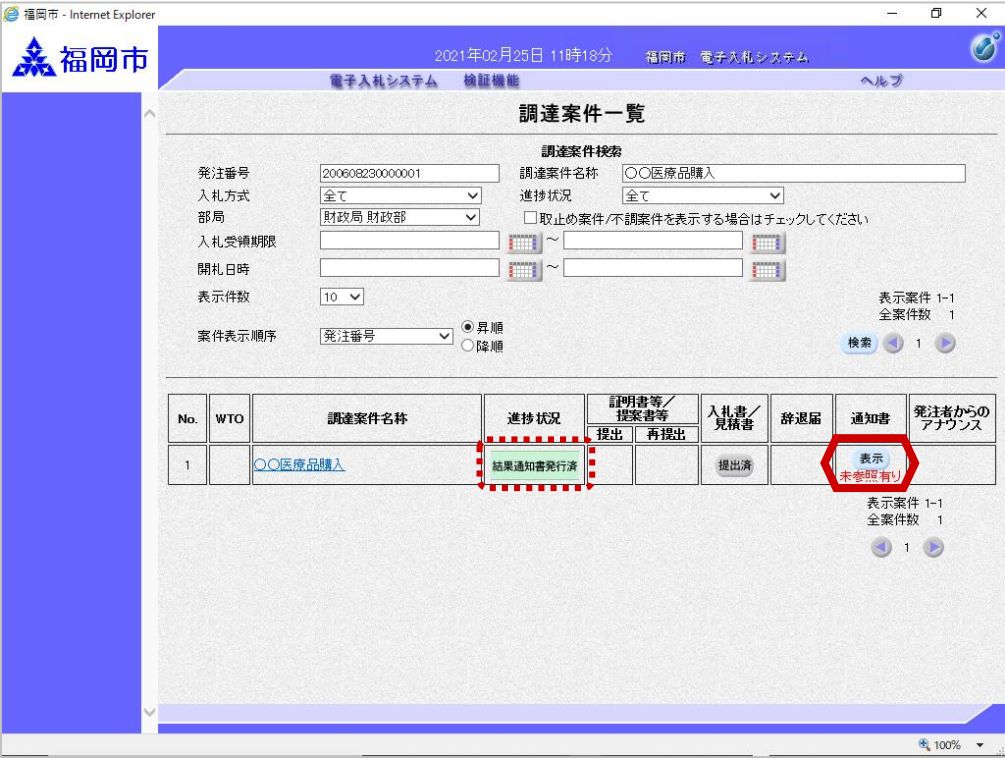 福岡市 - Internet Explorer
福岡市
2021年02月25日 11時18分 福岡市 電子入札システム
電子入札システム 検証機能 ヘルプ
調達案件一覧
調達案件検索
発注番号 200608230000001 調達案件名称 〇〇医療品購入
入札方式 全て 進捗状況 全て
部局 財政局 財政部 取止め案件/不調案件を表示する場合はチェックしてください
入札受領期限 ～
開札日時 ～
表示件数 10
表示案件 1-1
全案件数 1
案件表示順序 発注番号 昇順
降順
検索 1
No. WTO 調達案件名称 進捗状況 証明書等／提案書等 入札書／見積書 辞退届 通知書 発注者からのアナウンス
提出 再提出
1 〇〇医療品購入 結果通知書発行済 提出済 表示
未参照有り
表示案件 1-1
全案件数 1
1
100%